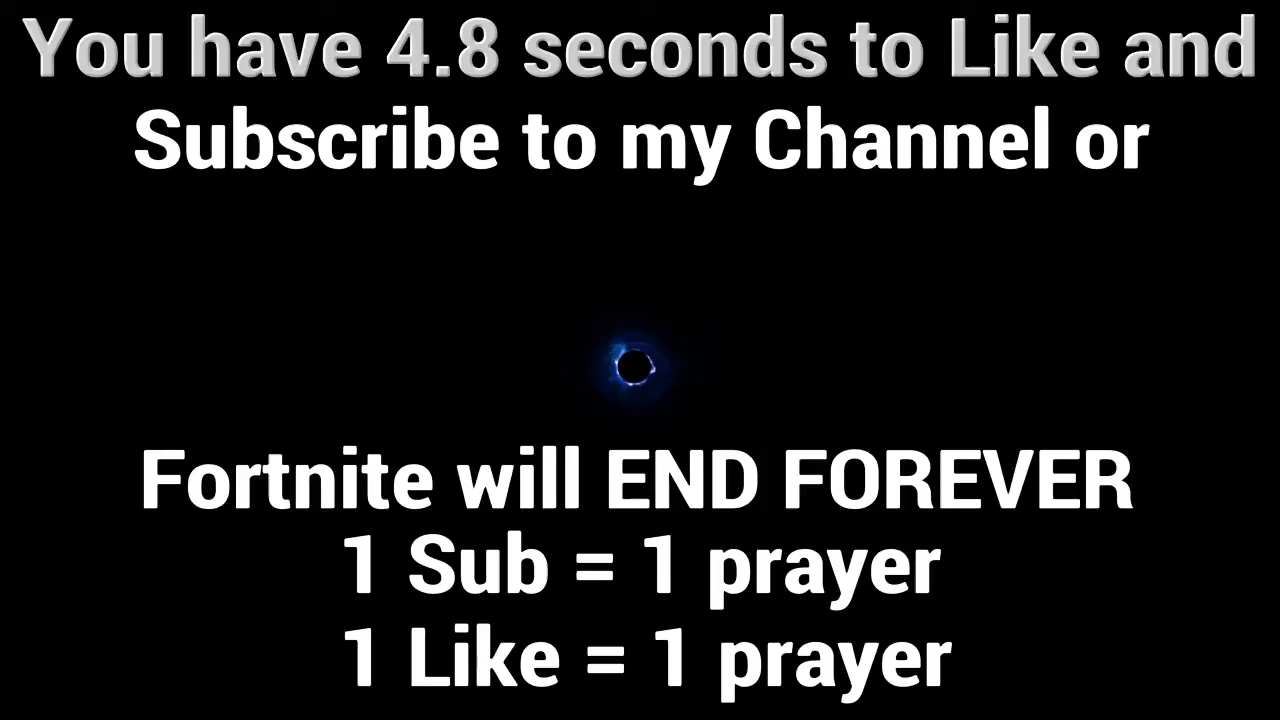 You have 4.8 seconds to Like and
Subscribe to my Channel or
Fortnite will END FOREVER
1 Sub = 1 prayer
1 Like = 1 prayer